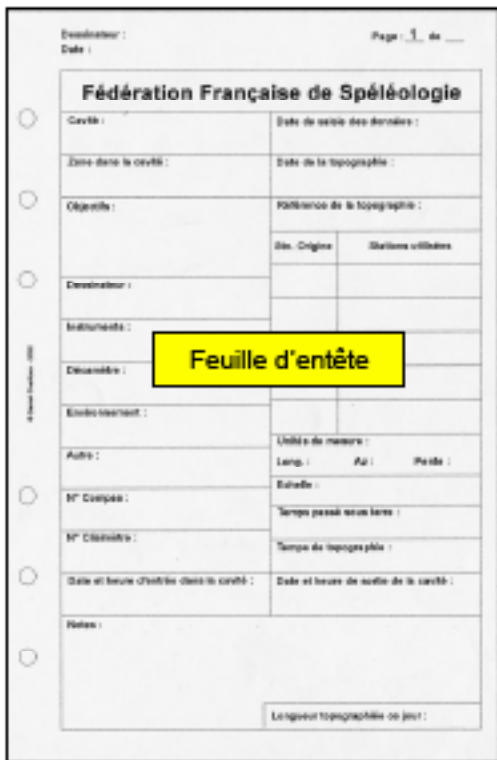 Dessinateur :
Date :
Page : 1 de ___
Fédération Française de Spéléologie
Cavité :
Date de saisie des données :
Zone dans la cavité :
Date de la topographie :
Objectifs :
Référence de la topographie :
Stn. Origine
Stations utilisées
Dessinateur :
Instruments :
Feuille d'entête
Décamètre :
Environnement :
Unités de mesure :
Autre :
Long. :
Az :
Pente :
Echelle :
N° Compas :
Temps passé sous terre :
N° Clinomètre :
Temps de topographie :
Date et heure d'entrée dans la cavité :
Date et heure de sortie de la cavité :
Notes :
Longueur topographiée ce jour :